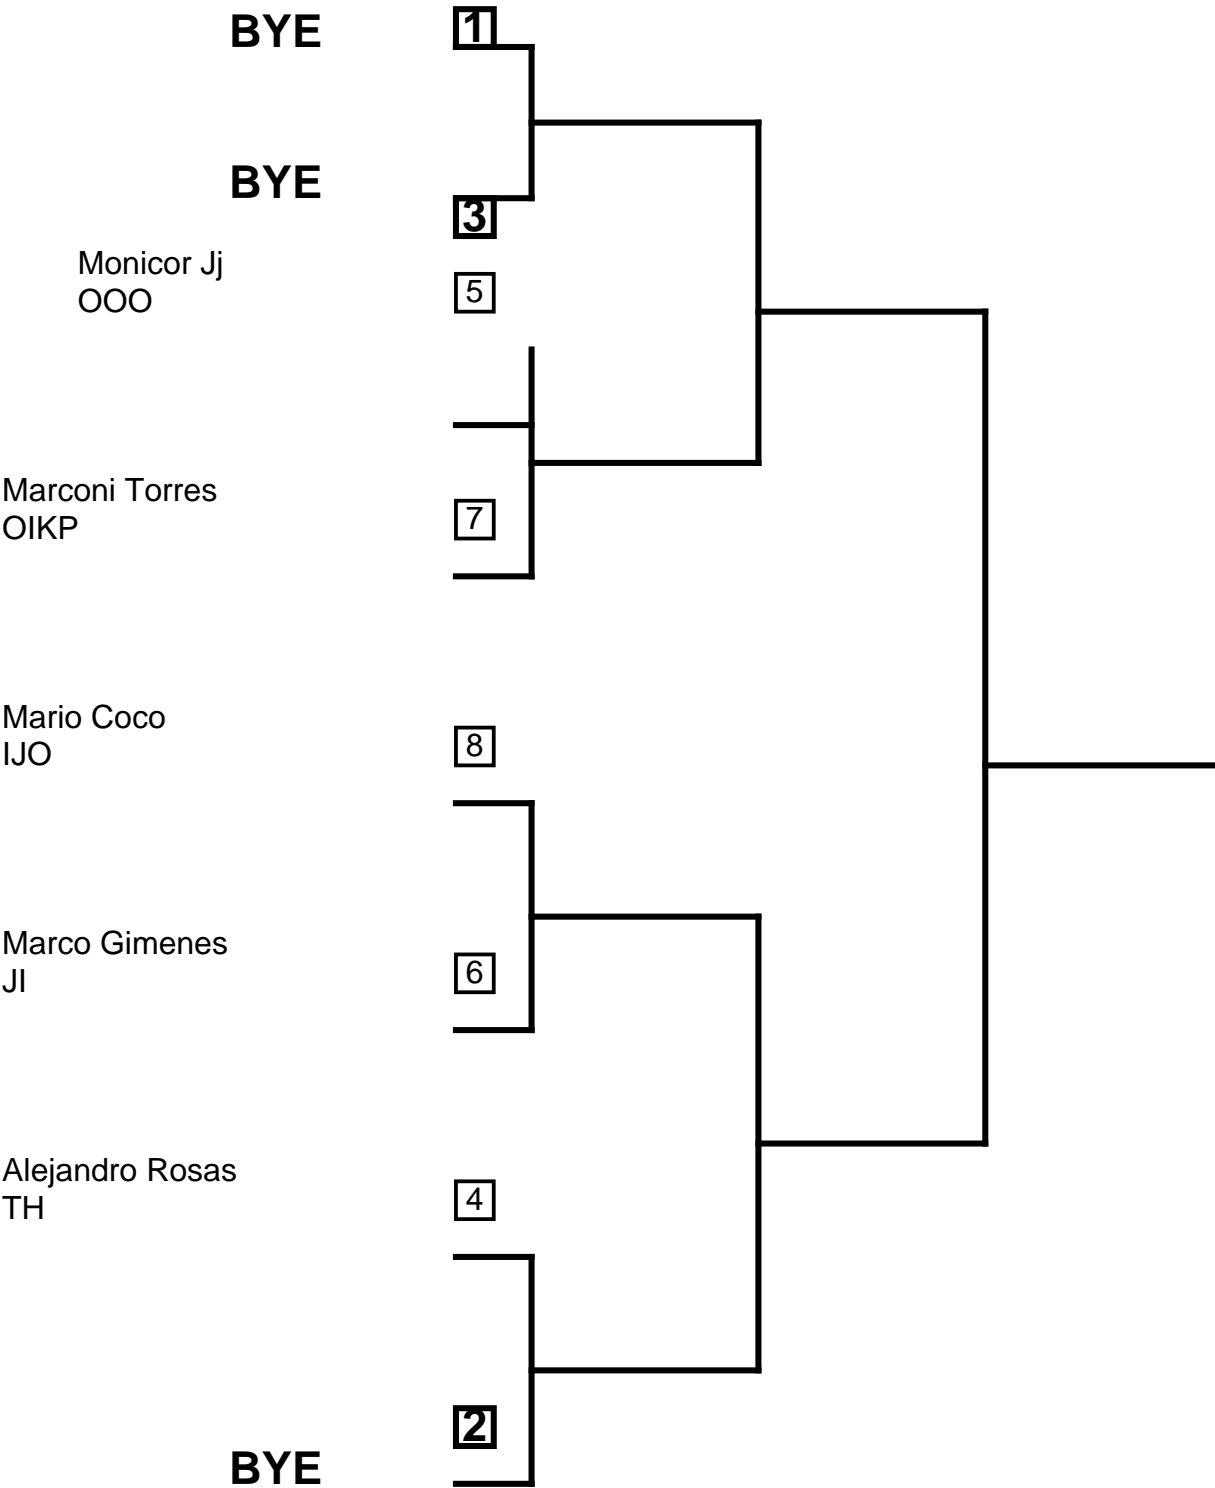 BYE 1
BYE
3
Monicor Jj
OOO
5
Marconi Torres
OIKP
7
Mario Coco
IJO
8
Marco Gimenes
JI
6
Alejandro Rosas
TH
4
2
BYE